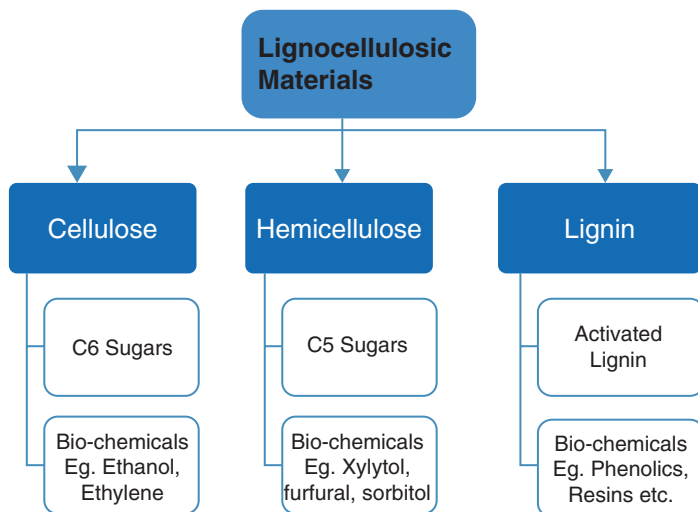 Lignocellulosic
Materials
Cellulose
Hemicellulose
Lignin
C6 Sugars
C5 Sugars
Activated
Lignin
Bio-chemicals
Eg. Ethanol,
Ethylene
Bio-chemicals
Eg. Xylytol,
furfural, sorbitol
Bio-chemicals
Eg. Phenolics,
Resins etc.